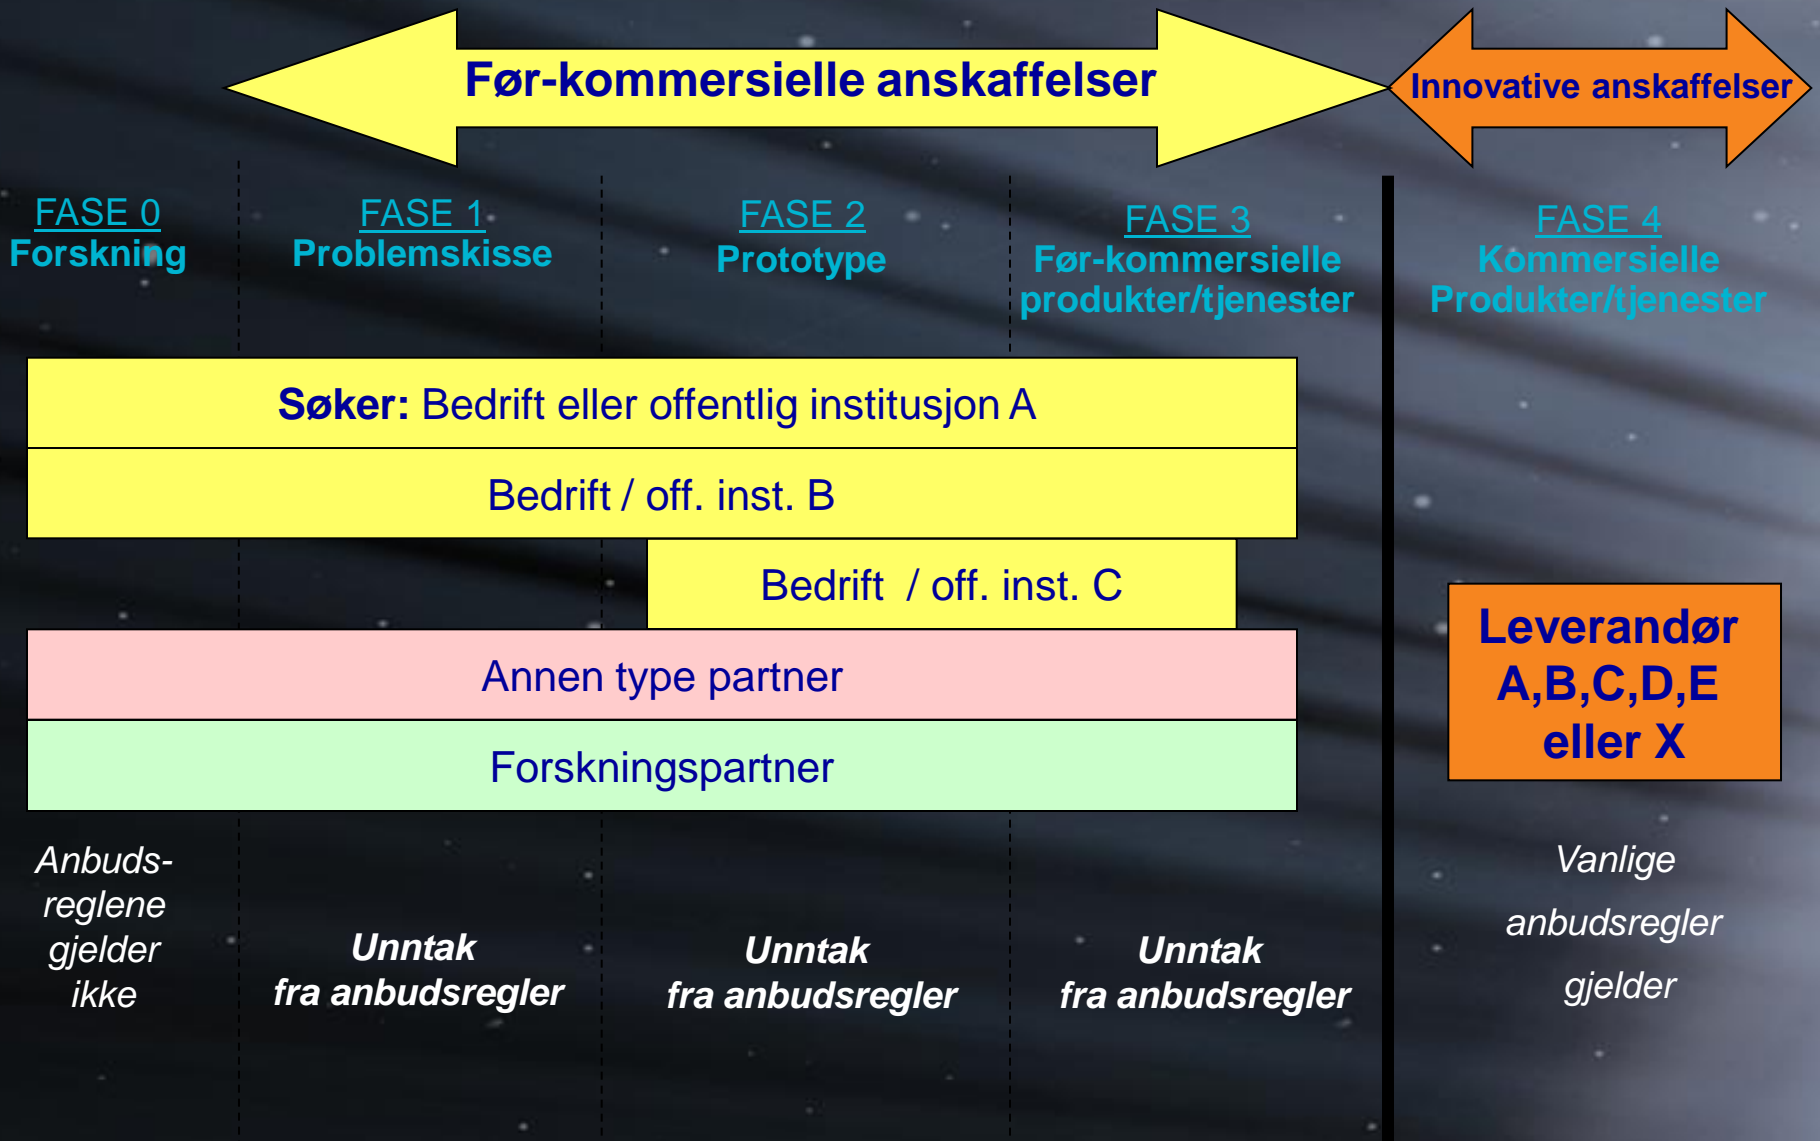 Før-kommersielle anskaffelser
Innovative anskaffelser
FASE 0
Forskning
FASE 1
Problemskisse
FASE 2
Prototype
FASE 3
Før-kommersielle
produkter/tjenester
FASE 4
Kommersielle
Produkter/tjenester
Søker: Bedrift eller offentlig institusjon A
Bedrift / off. inst. B
Bedrift / off. inst. C
Annen type partner
Forskningspartner
Leverandør
A,B,C,D,E
eller X
Anbuds-
reglene
gjelder
ikke
Unntak
fra anbudsregler
Unntak
fra anbudsregler
Unntak
fra anbudsregler
Vanlige
anbudsregler
gjelder